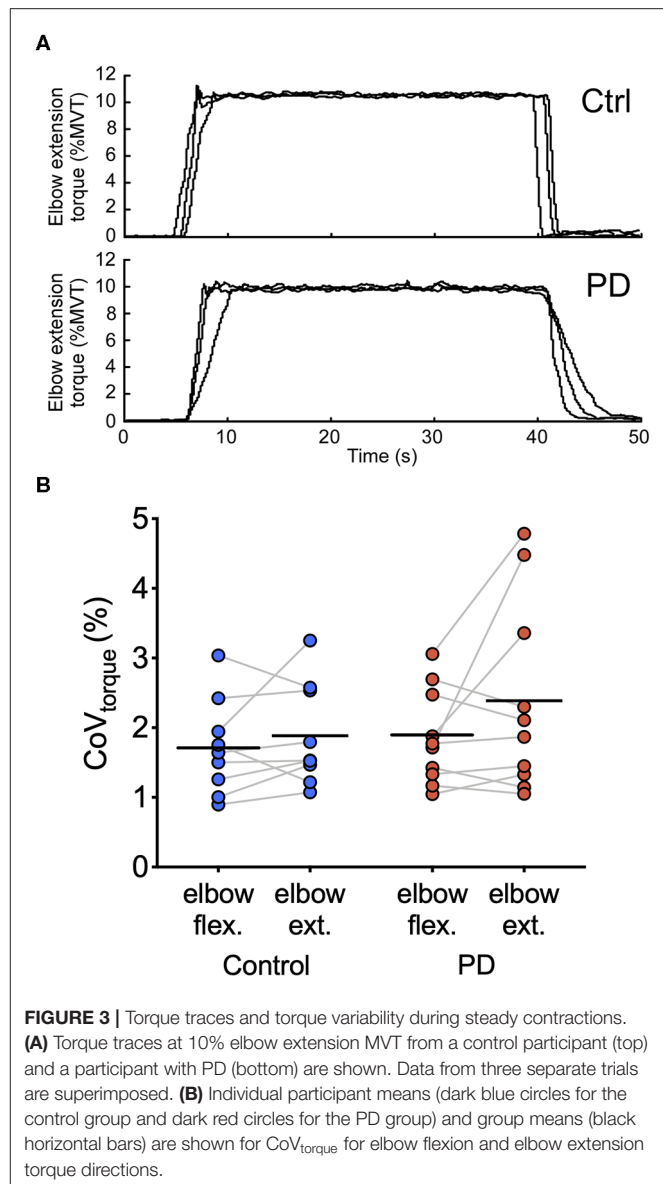 A
12
10
8
6
4
2
0
Elbow extension
torque (%MVT)
Ctrl
12
10
8
6
4
2
0
Elbow extension
torque (%MVT)
PD
0 10 20 30 40 50
Time (s)
B
5
4
3
2
1
0
CoVtorque (%)
elbow flex. elbow ext. elbow flex. elbow ext.
Control PD
FIGURE 3 | Torque traces and torque variability during steady contractions.
(A) Torque traces at 10% elbow extension MVT from a control participant (top)
and a participant with PD (bottom) are shown. Data from three separate trials
are superimposed. (B) Individual participant means (dark blue circles for the
control group and dark red circles for the PD group) and group means (black
horizontal bars) are shown for CoVtorque for elbow flexion and elbow extension
torque directions.